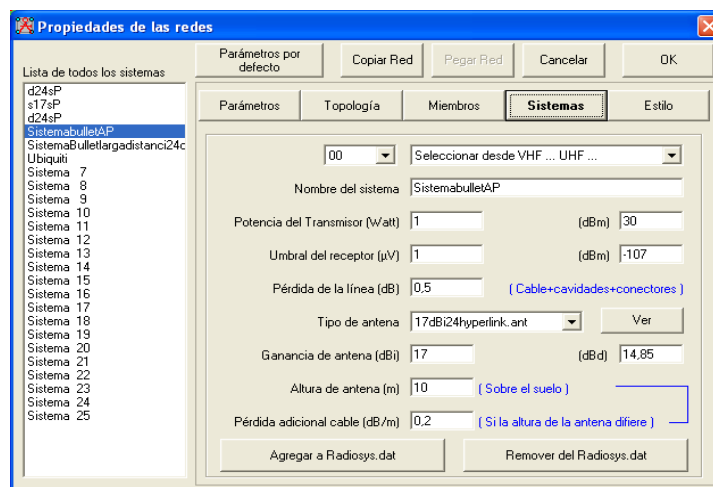 Propiedades de las redes
Parámetros por defecto
Copiar Red
Pegar Red
Cancelar
OK
Lista de todos los sistemas
d24sP
s17sP
d24sP
SistemabulletAP
SistemaBulletlargadistanci24c
Ubiquiti
Sistema 7
Sistema 8
Sistema 9
Sistema 10
Sistema 11
Sistema 12
Sistema 13
Sistema 14
Sistema 15
Sistema 16
Sistema 17
Sistema 18
Sistema 19
Sistema 20
Sistema 21
Sistema 22
Sistema 23
Sistema 24
Sistema 25
Parámetros
Topología
Miembros
Sistemas
Estilo
00
Seleccionar desde VHF ... UHF ...
Nombre del sistema SistemabulletAP
Potencia del Transmisor (Watt) 1 (dBm) 30
Umbral del receptor (µV) 1 (dBm) -107
Pérdida de la línea (dB) 0,5 ( Cable+cavidades+conectores )
Tipo de antena 17dBi24hyperlink.ant Ver
Ganancia de antena (dBi) 17 (dBd) 14,85
Altura de antena (m) 10 ( Sobre el suelo )
Pérdida adicional cable (dB/m) 0,2 ( Si la altura de la antena difiere )
Agregar a Radiosys.dat
Remover del Radiosys.dat